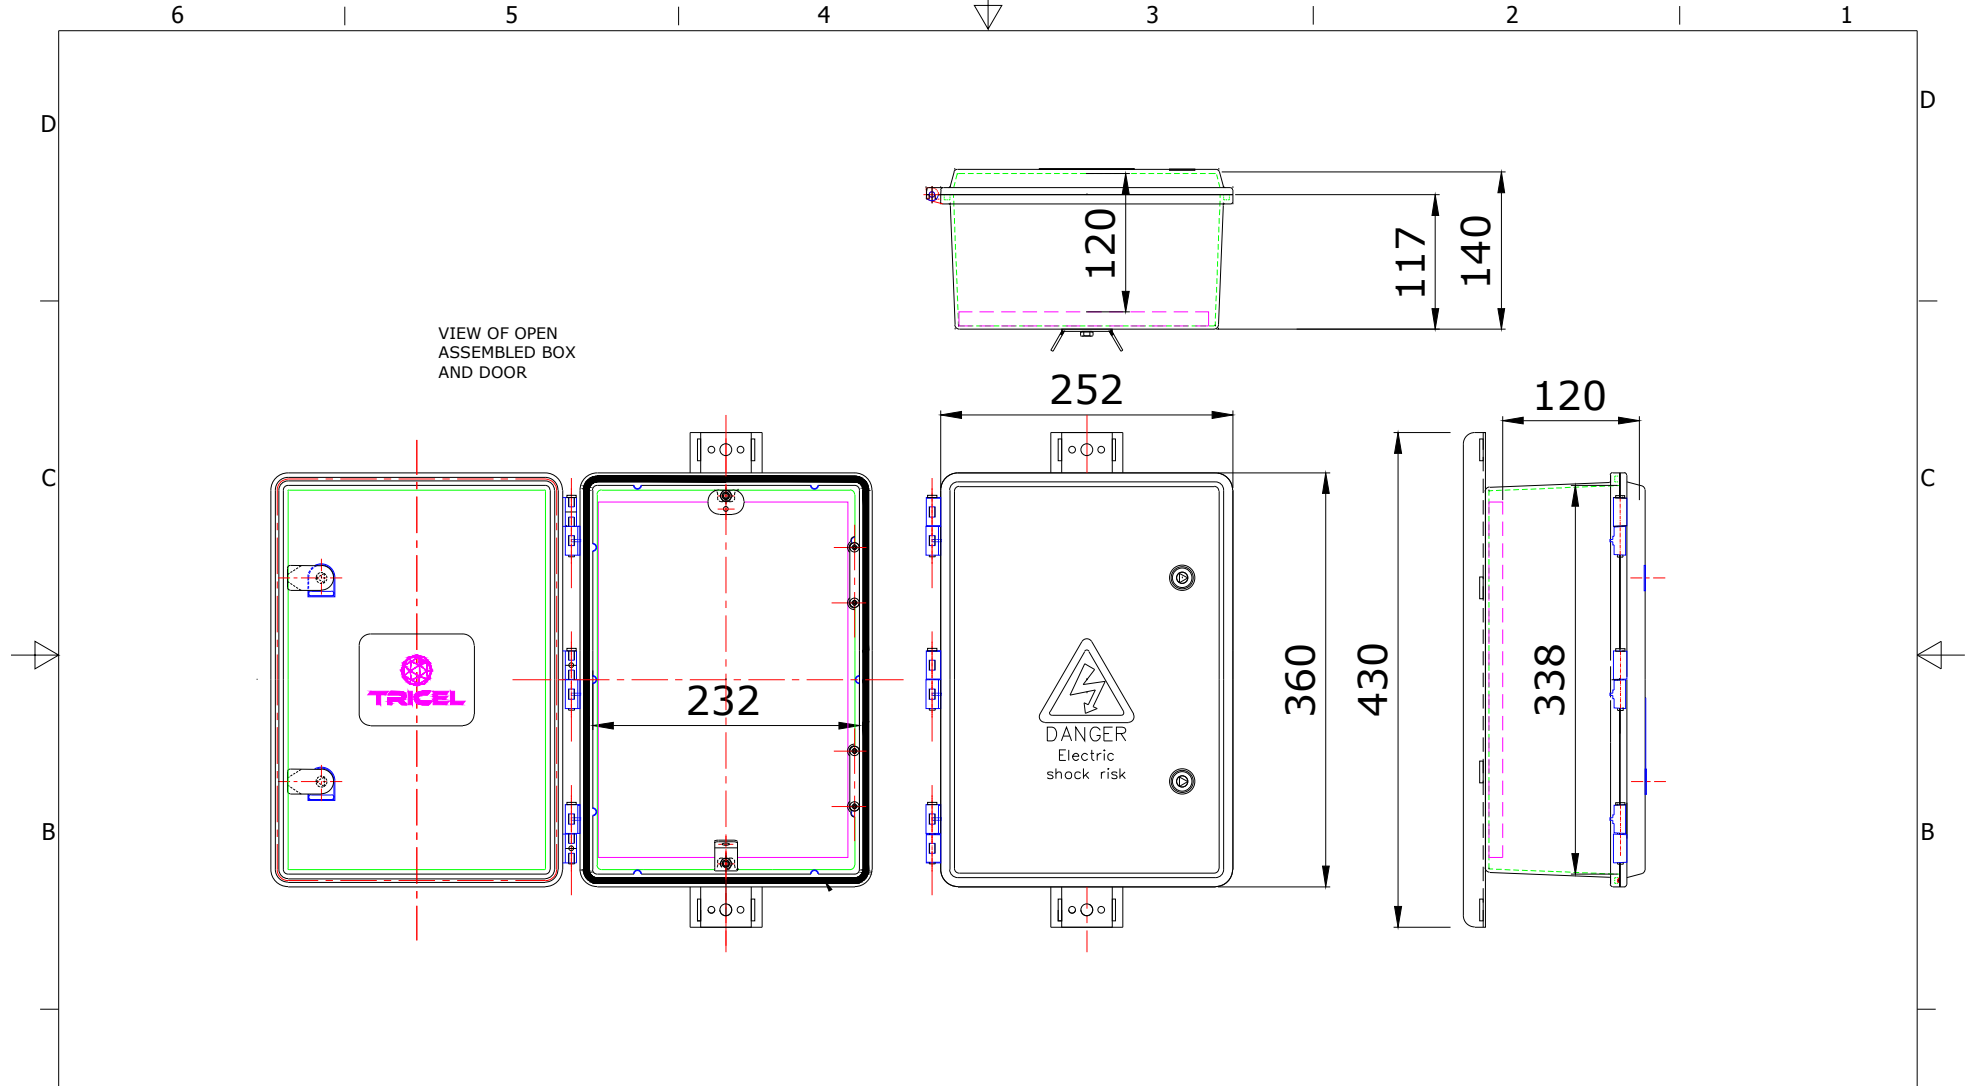 6 5 4 3 2 1
D
D
120
117
140
VIEW OF OPEN
ASSEMBLED BOX
AND DOOR
252
120
C
C
TRICEL
232
DANGER
Electric
shock risk
360
430
338
B
B